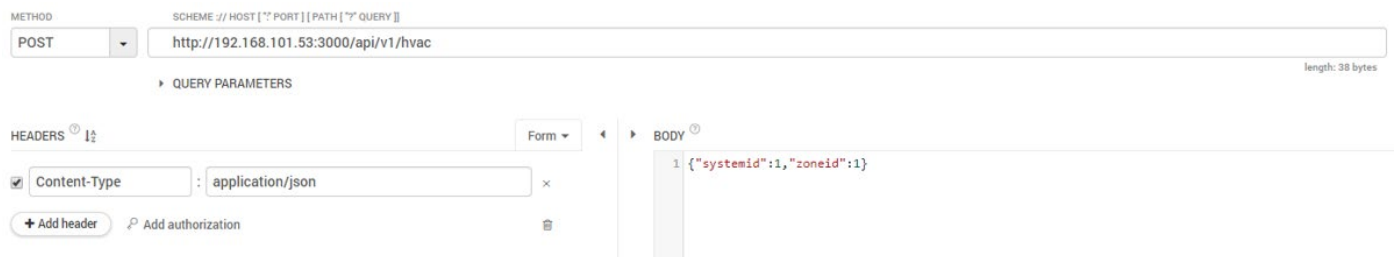 METHOD
SCHEME :// HOST [ ":" PORT ] [ PATH [ "?" QUERY ]]
POST
http://192.168.101.53:3000/api/v1/hvac
length: 38 bytes
QUERY PARAMETERS
HEADERS
Form
BODY
1 {"systemid":1,"zoneid":1}
Content-Type : application/json ×
+ Add header Add authorization